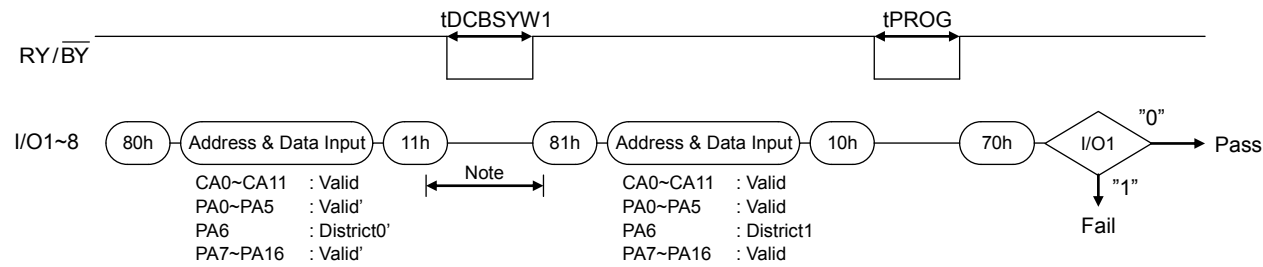 tDCBSYW1 tPROG
RY/BY
I/O1~8 80h Address & Data Input 11h 81h Address & Data Input 10h 70h I/O1 "0" Pass
Note "1"
CA0~CA11 : Valid CA0~CA11 : Valid
PA0~PA5 : Valid' PA0~PA5 : Valid
PA6 : District0' PA6 : District1
PA7~PA16 : Valid' PA7~PA16 : Valid
Fail